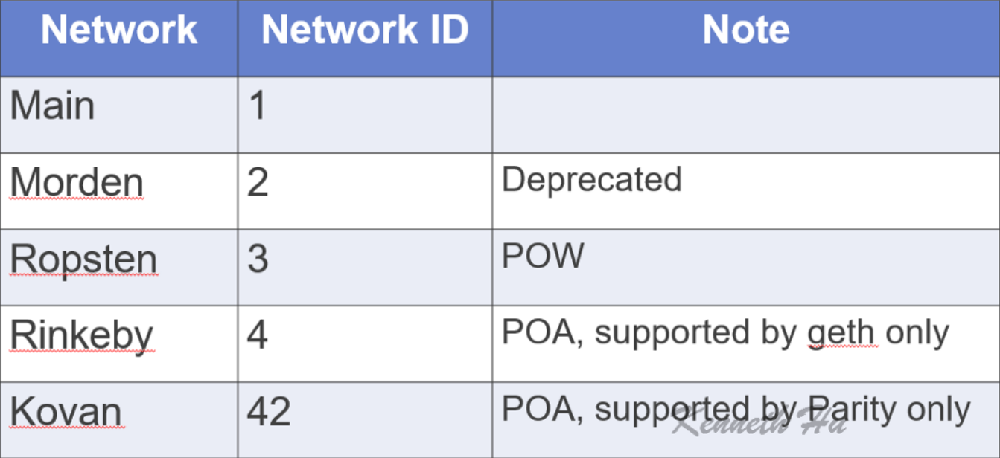 Network Network ID Note
Main 1
Morden 2 Deprecated
Ropsten 3 POW
Rinkeby 4 POA, supported by geth only
Kovan 42 POA, supported by Parity only
Kenneth Hu